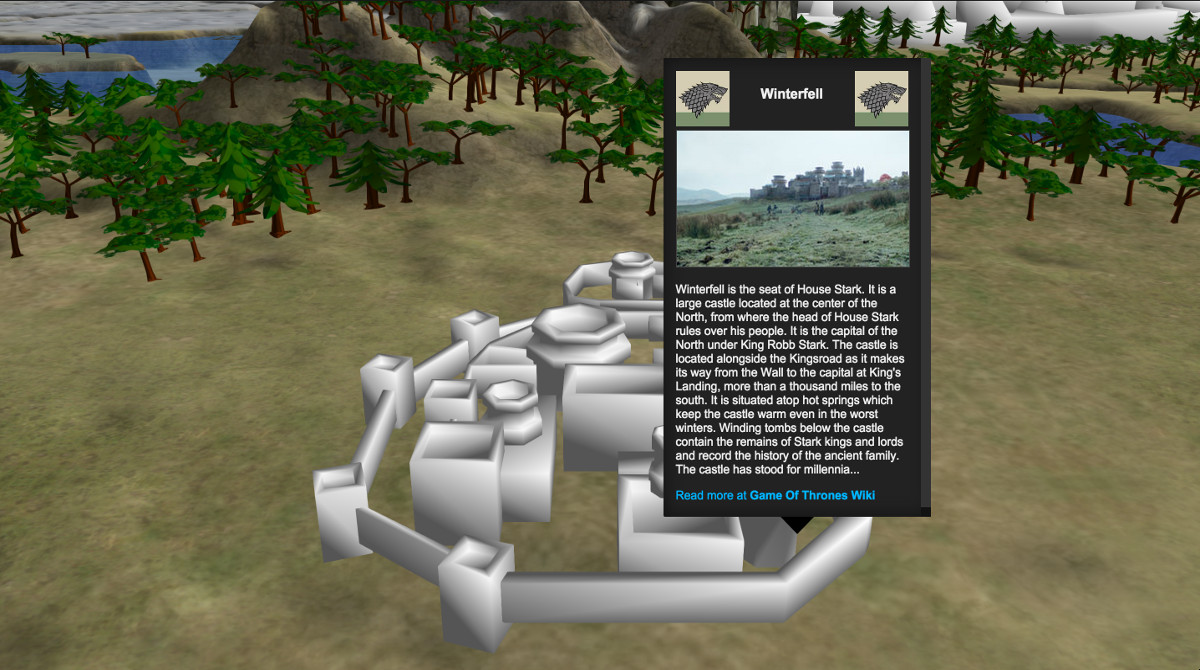 Winterfell
Winterfell is the seat of House Stark. It is a
large castle located at the center of the
North, from where the head of House Stark
rules over his people. It is the capital of the
North under King Robb Stark. The castle is
located alongside the Kingsroad as it makes
its way from the Wall to the capital at King's
Landing, more than a thousand miles to the
south. It is situated atop hot springs which
keep the castle warm even in the worst
winters. Winding tombs below the castle
contain the remains of Stark kings and lords
and record the history of the ancient family.
The castle has stood for millennia...
Read more at Game Of Thrones Wiki